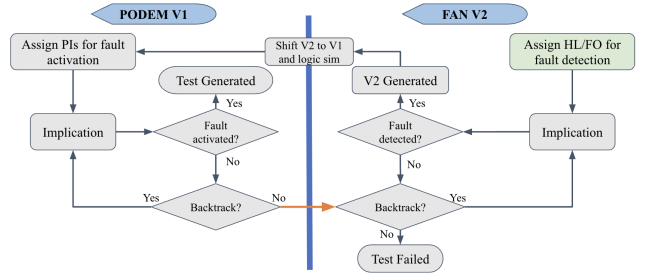 PODEM V1
FAN V2
Assign PIs for fault
activation
Shift V2 to V1
and logic sim
Assign HL/FO for
fault detection
Test Generated
V2 Generated
Yes
Yes
Implication
Fault
activated?
Fault
detected?
Implication
No
No
Yes
Backtrack?
No
Backtrack?
Yes
No
Test Failed